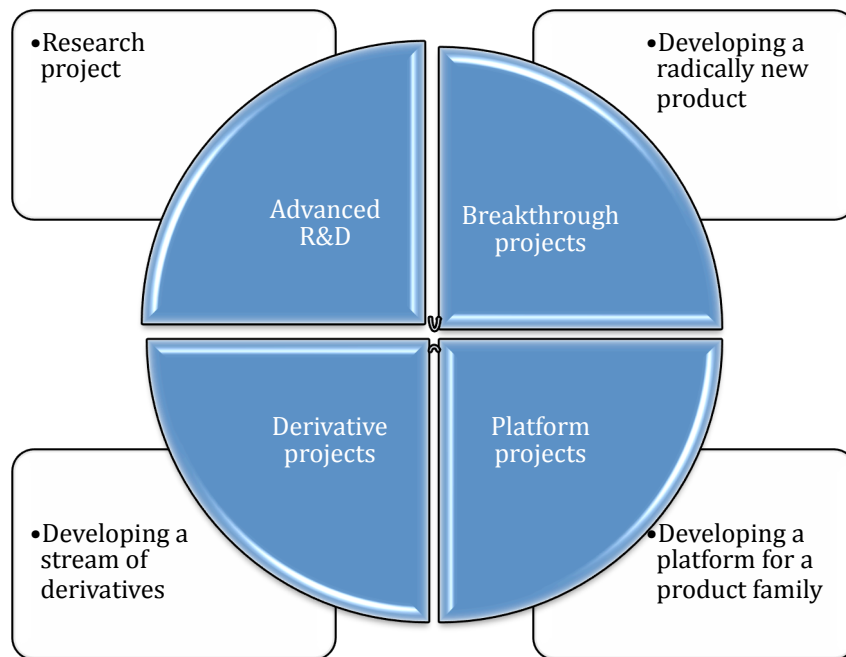 •Research
project
•Developing a
radically new
product
Advanced
R&D
Breakthrough
projects
Derivative
projects
Platform
projects
•Developing a
stream of
derivatives
•Developing a
platform for a
product family